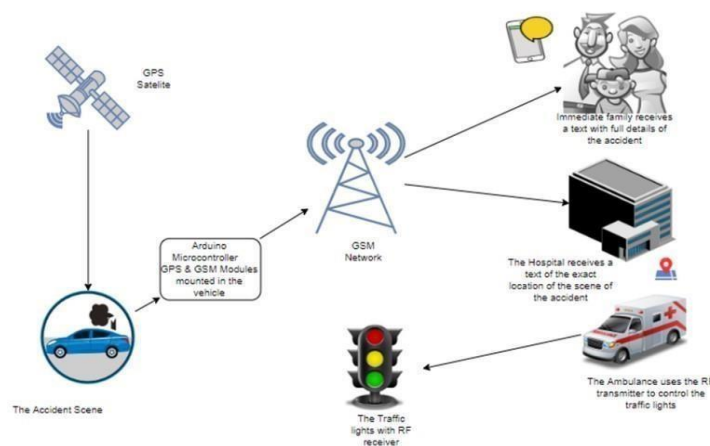 GPS
Satelite
Immediate family receives
a text with full details of
the accident
Arduino
Microcontroller
GPS & GSM Modules
mounted in the
vehicle
GSM
Network
The Hospital receives a
text of the exact
location of the scene of
the accident
The Accident Scene
The Traffic
lights with RF
receiver
The Ambulance uses the RF
transmitter to control the
traffic lights